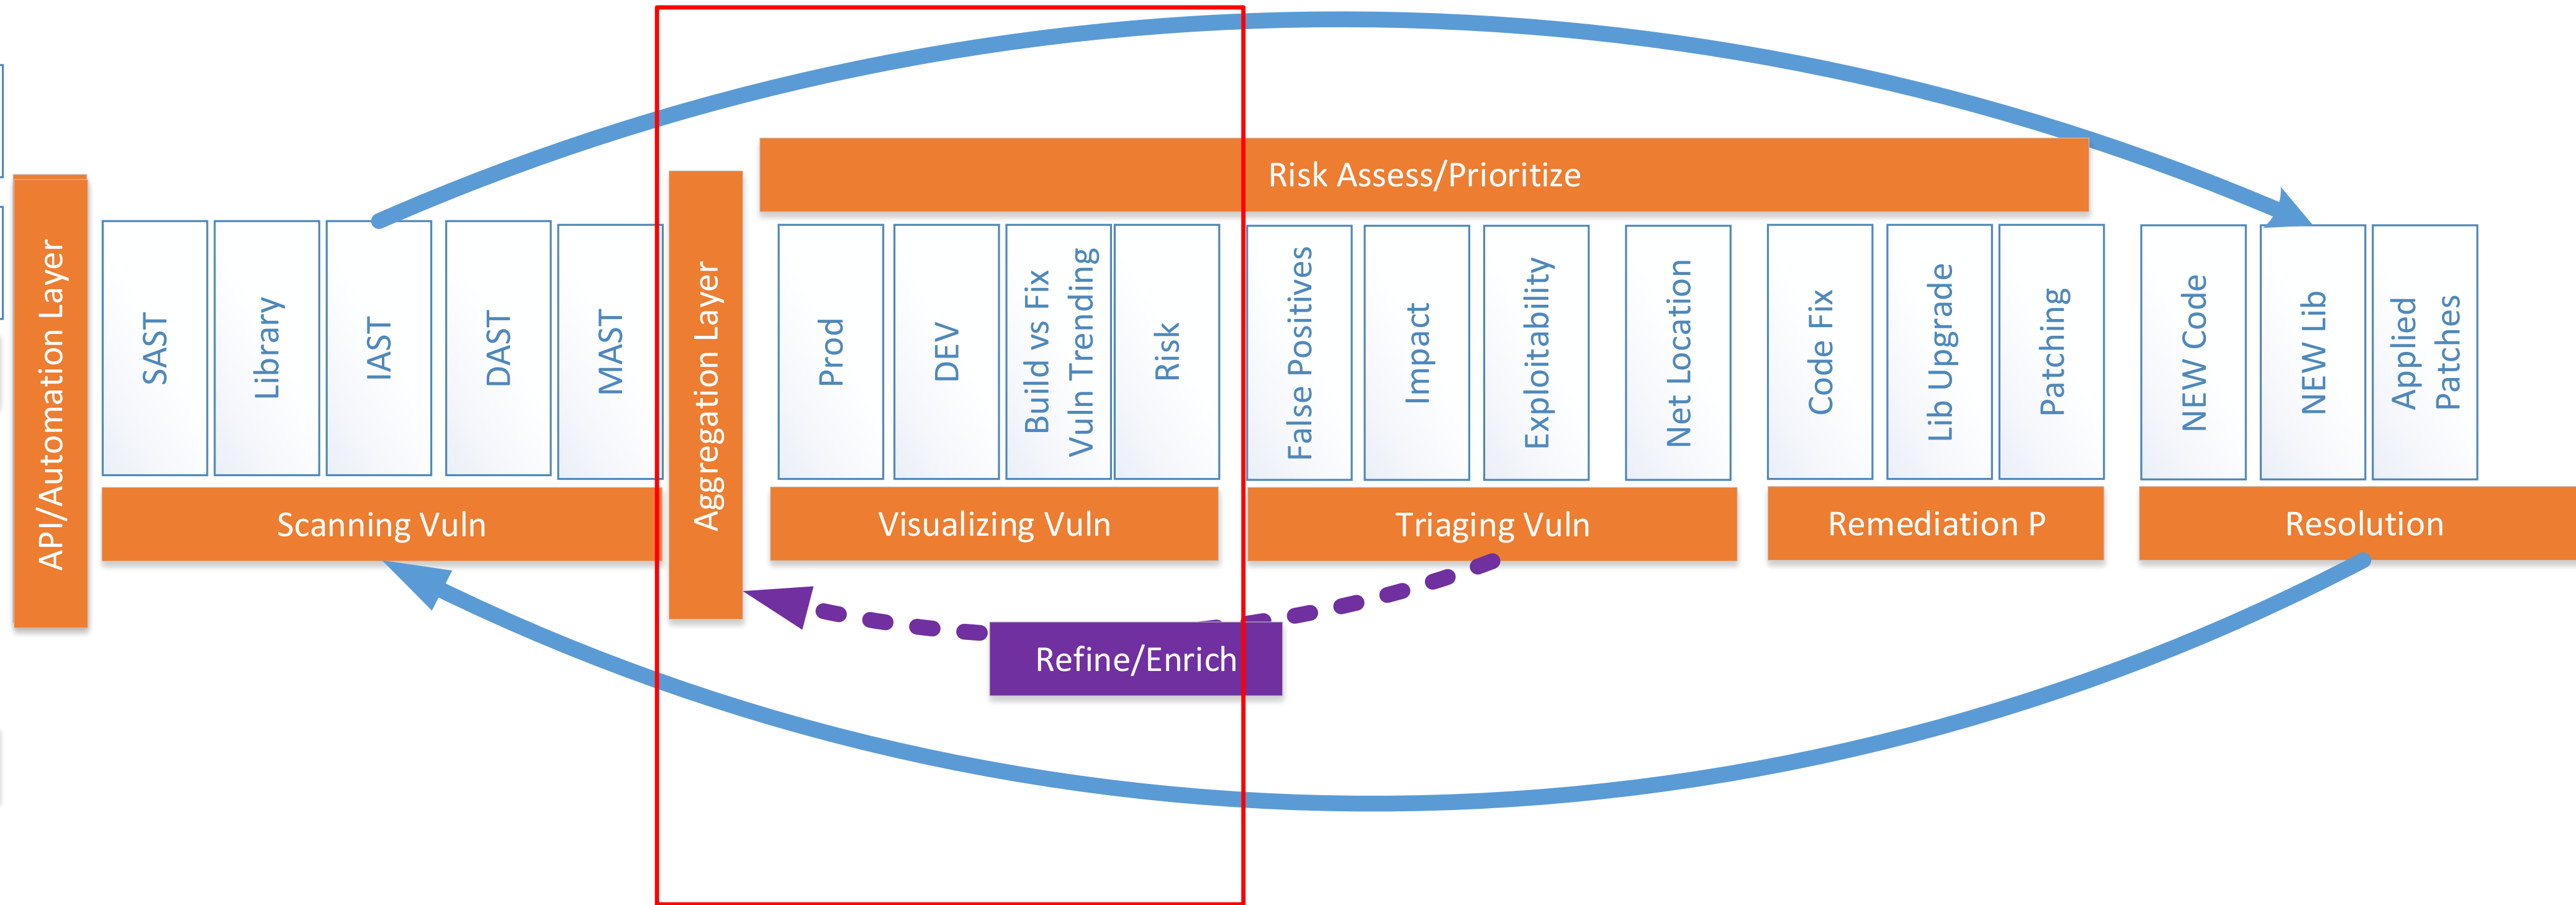 Risk Assess/Prioritize
API/Automation Layer
SAST
Library
IAST
DAST
MAST
Aggregation Layer
Prod
DEV
Build vs Fix
Vuln Trending
Risk
False Positives
Impact
Exploitability
Net Location
Code Fix
Lib Upgrade
Patching
NEW Code
NEW Lib
Applied
Patches
Scanning Vuln
Visualizing Vuln
Triaging Vuln
Remediation P
Resolution
Refine/Enrich